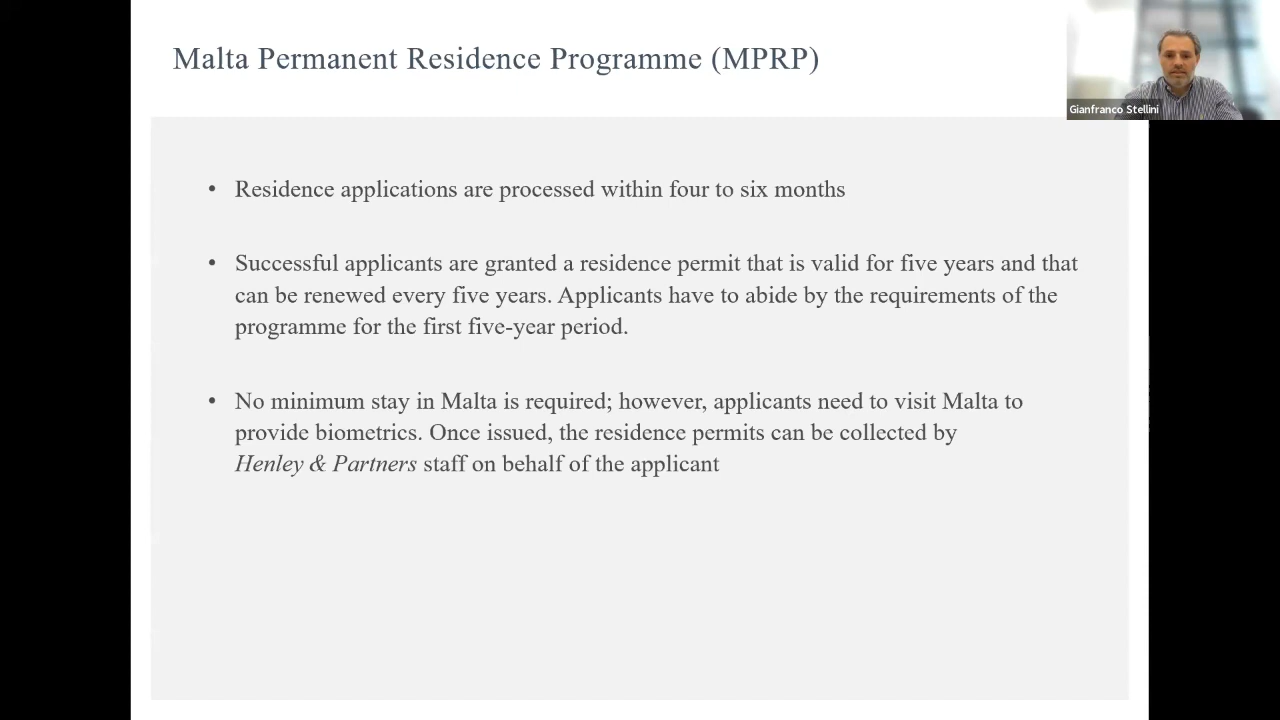 Malta Permanent Residence Programme (MPRP)
Gianfranco Stellini
• Residence applications are processed within four to six months
• Successful applicants are granted a residence permit that is valid for five years and that
can be renewed every five years. Applicants have to abide by the requirements of the
programme for the first five-year period.
• No minimum stay in Malta is required; however, applicants need to visit Malta to
provide biometrics. Once issued, the residence permits can be collected by
Henley & Partners staff on behalf of the applicant